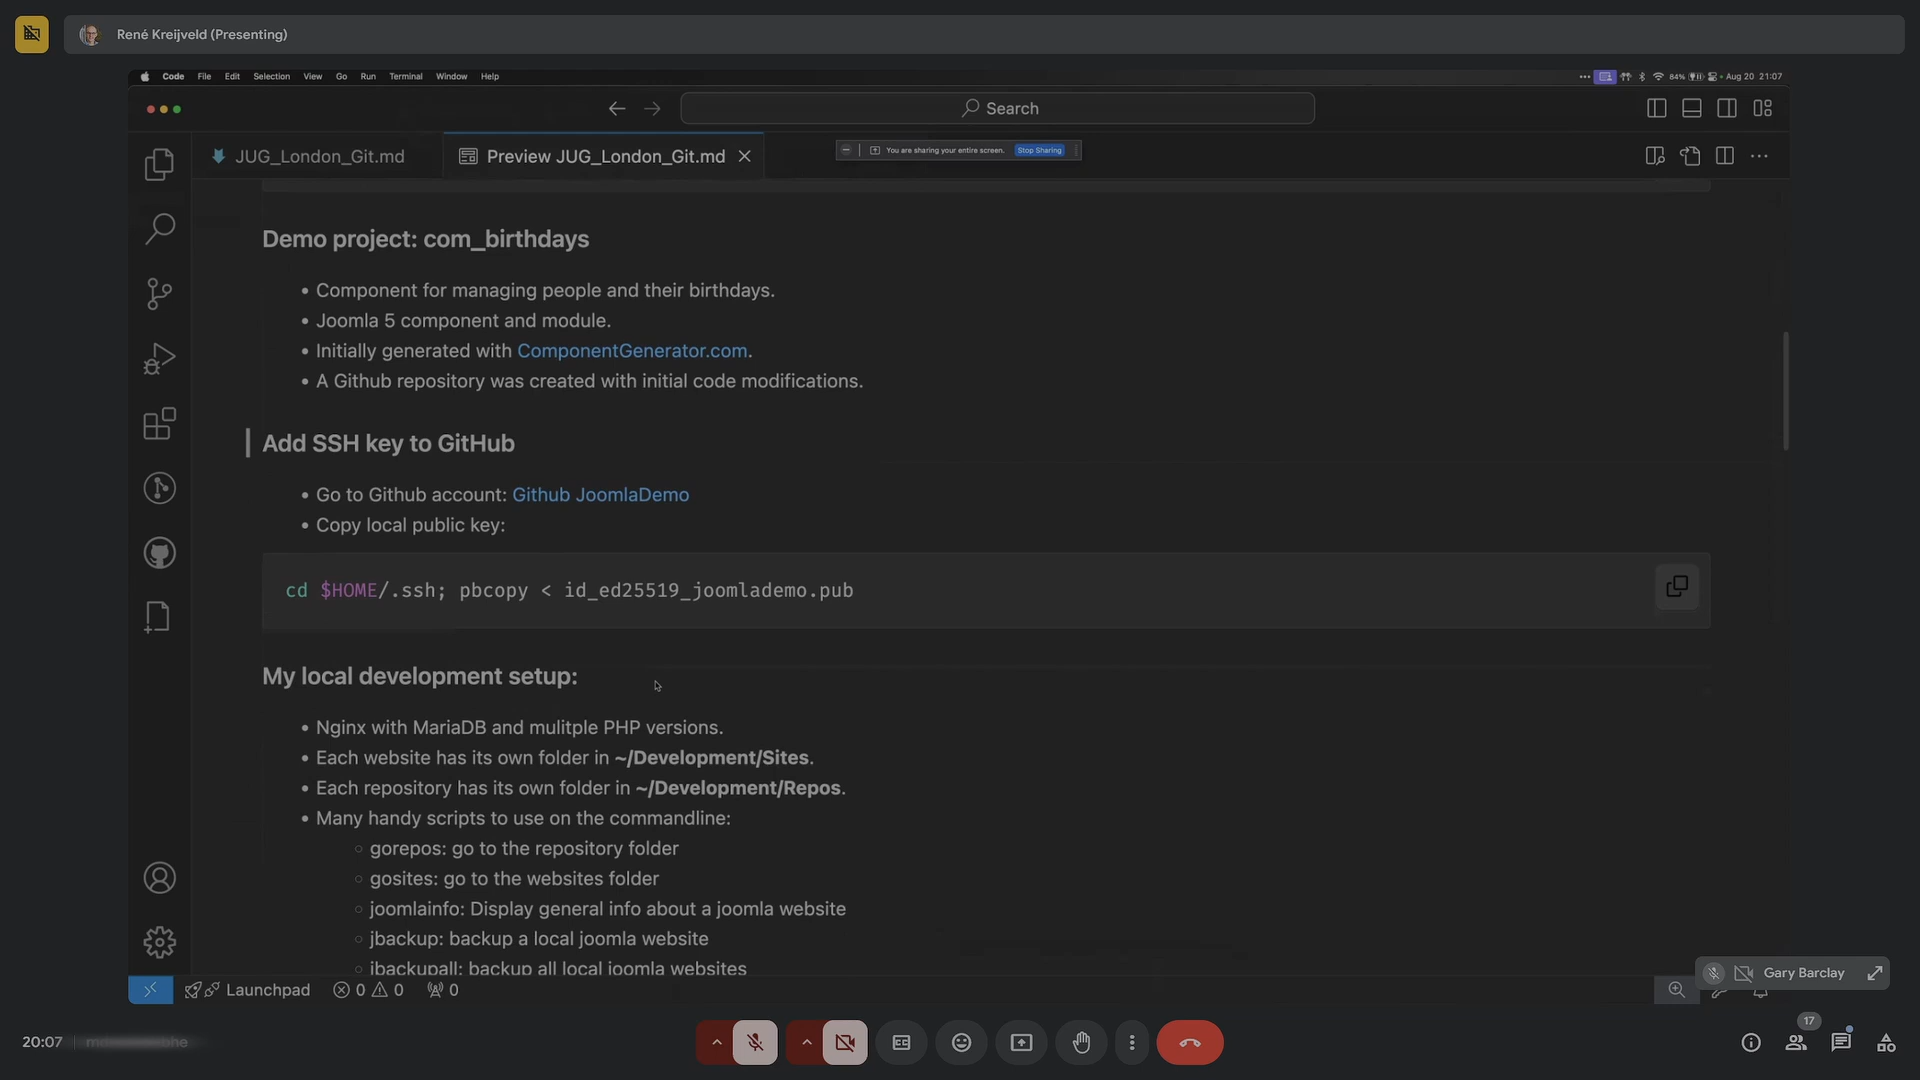 René Kreijveld (Presenting)
Code File Edit Selection View Go Run Terminal Window Help
84% Aug 20 21:07
Search
JUG_London_Git.md
Preview JUG_London_Git.md
You are sharing your entire screen. Stop Sharing
Demo project: com_birthdays
• Component for managing people and their birthdays.
• Joomla 5 component and module.
• Initially generated with ComponentGenerator.com.
• A Github repository was created with initial code modifications.
Add SSH key to GitHub
• Go to Github account: Github JoomlaDemo
• Copy local public key:
cd $HOME/.ssh; pbcopy < id_ed25519_joomlademo.pub
My local development setup:
• Nginx with MariaDB and mulitple PHP versions.
• Each website has its own folder in ~/Development/Sites.
• Each repository has its own folder in ~/Development/Repos.
• Many handy scripts to use on the commandline:
◦ gorepos: go to the repository folder
◦ gosites: go to the websites folder
◦ joomlainfo: Display general info about a joomla website
◦ jbackup: backup a local joomla website
◦ jbackupall: backup all local joomla websites
Gary Barclay
Launchpad 0 0 0
17
20:07